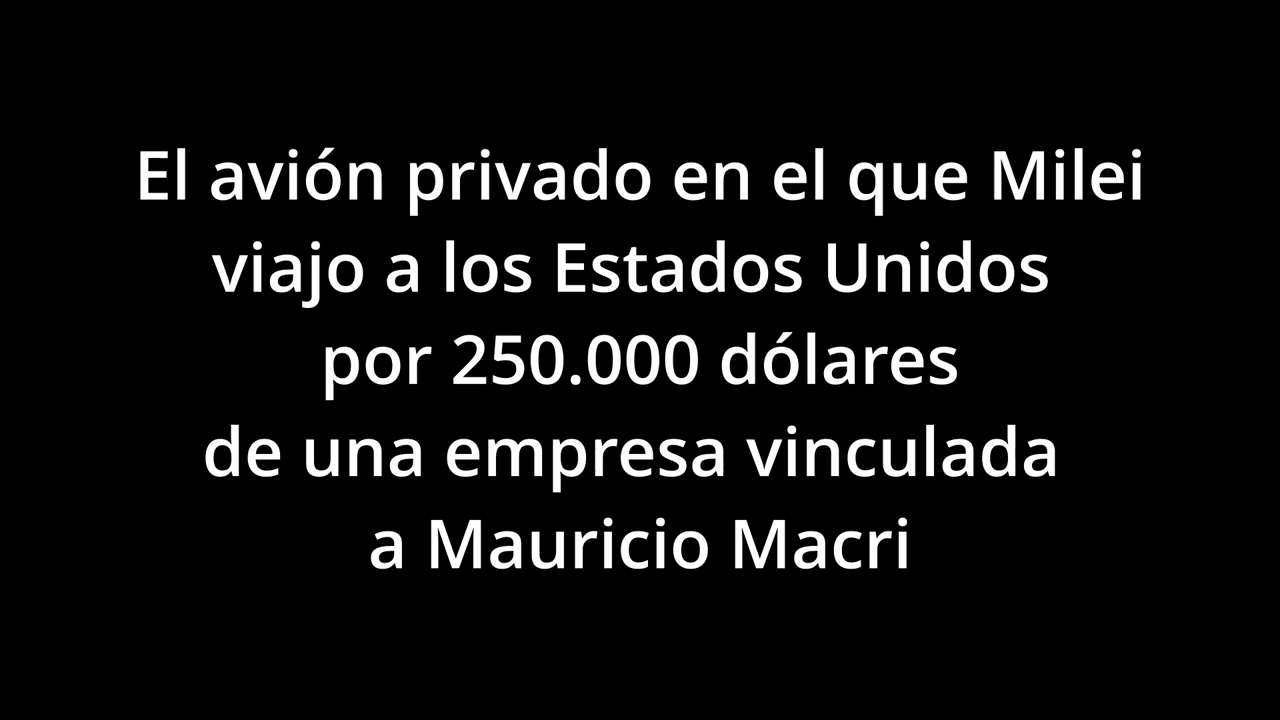 El avión privado en el que Milei
viajo a los Estados Unidos
por 250.000 dólares
de una empresa vinculada
a Mauricio Macri